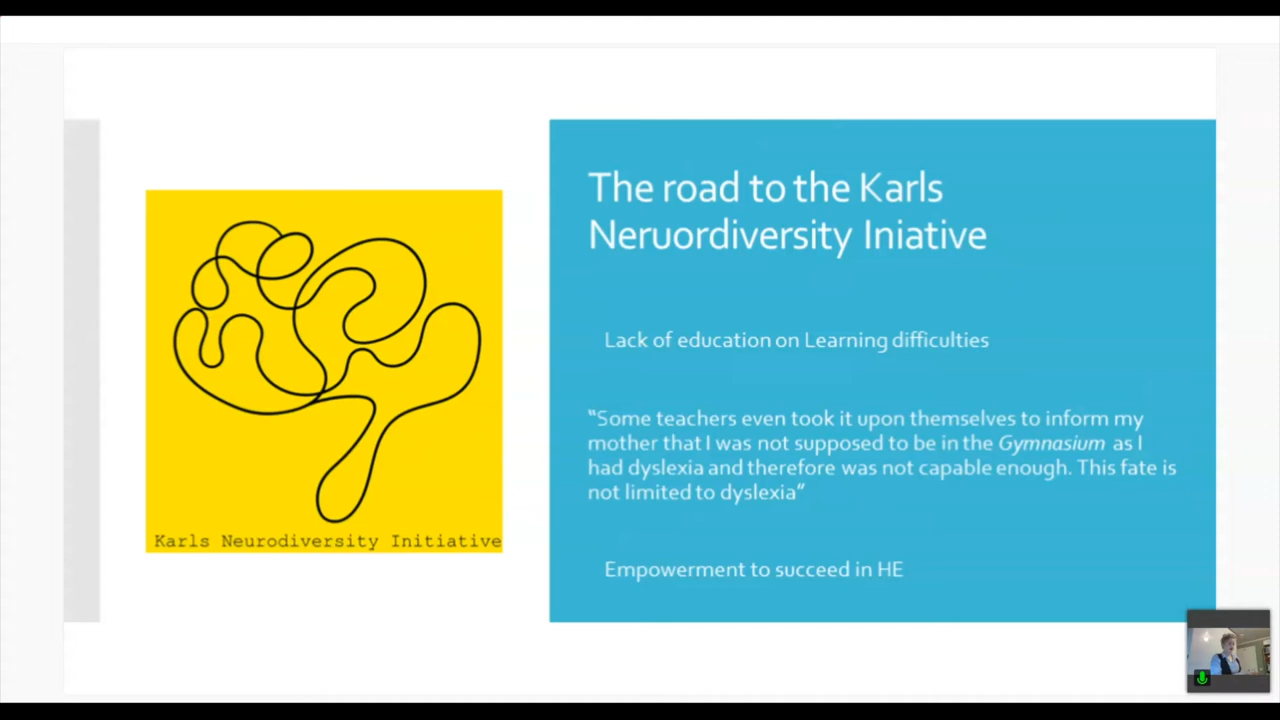 The road to the Karls
Neruordiversity Iniative
Lack of education on Learning difficulties
“Some teachers even took it upon themselves to inform my
mother that I was not supposed to be in the Gymnasium as I
had dyslexia and therefore was not capable enough. This fate is
not limited to dyslexia”
Empowerment to succeed in HE
Karls Neurodiversity Initiative